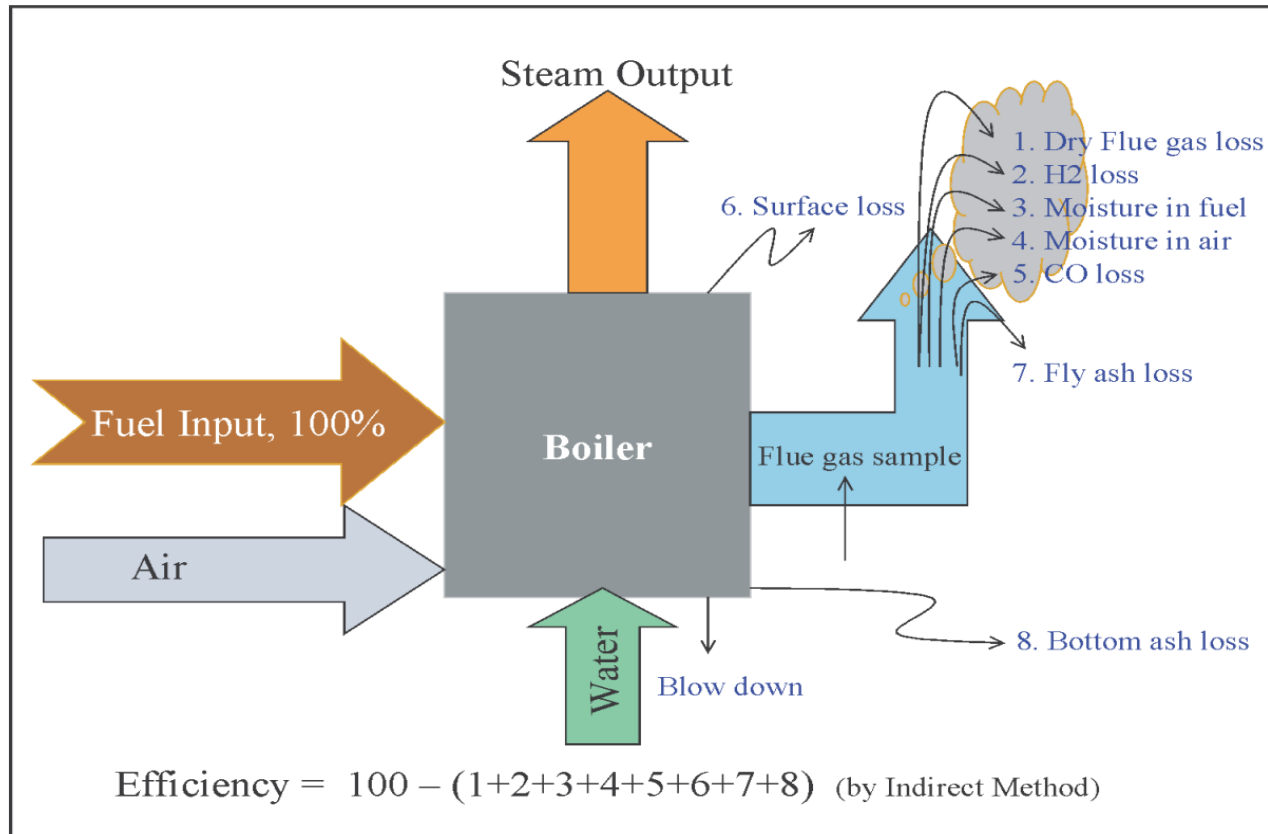 Steam Output
1. Dry Flue gas loss
2. H2 loss
6. Surface loss
3. Moisture in fuel
4. Moisture in air
5. CO loss
0
7. Fly ash loss
Fuel Input, 100%
Boiler
Flue gas sample
Air
Water
8. Bottom ash loss
Blow down
Efficiency = 100 – (1+2+3+4+5+6+7+8) (by Indirect Method)